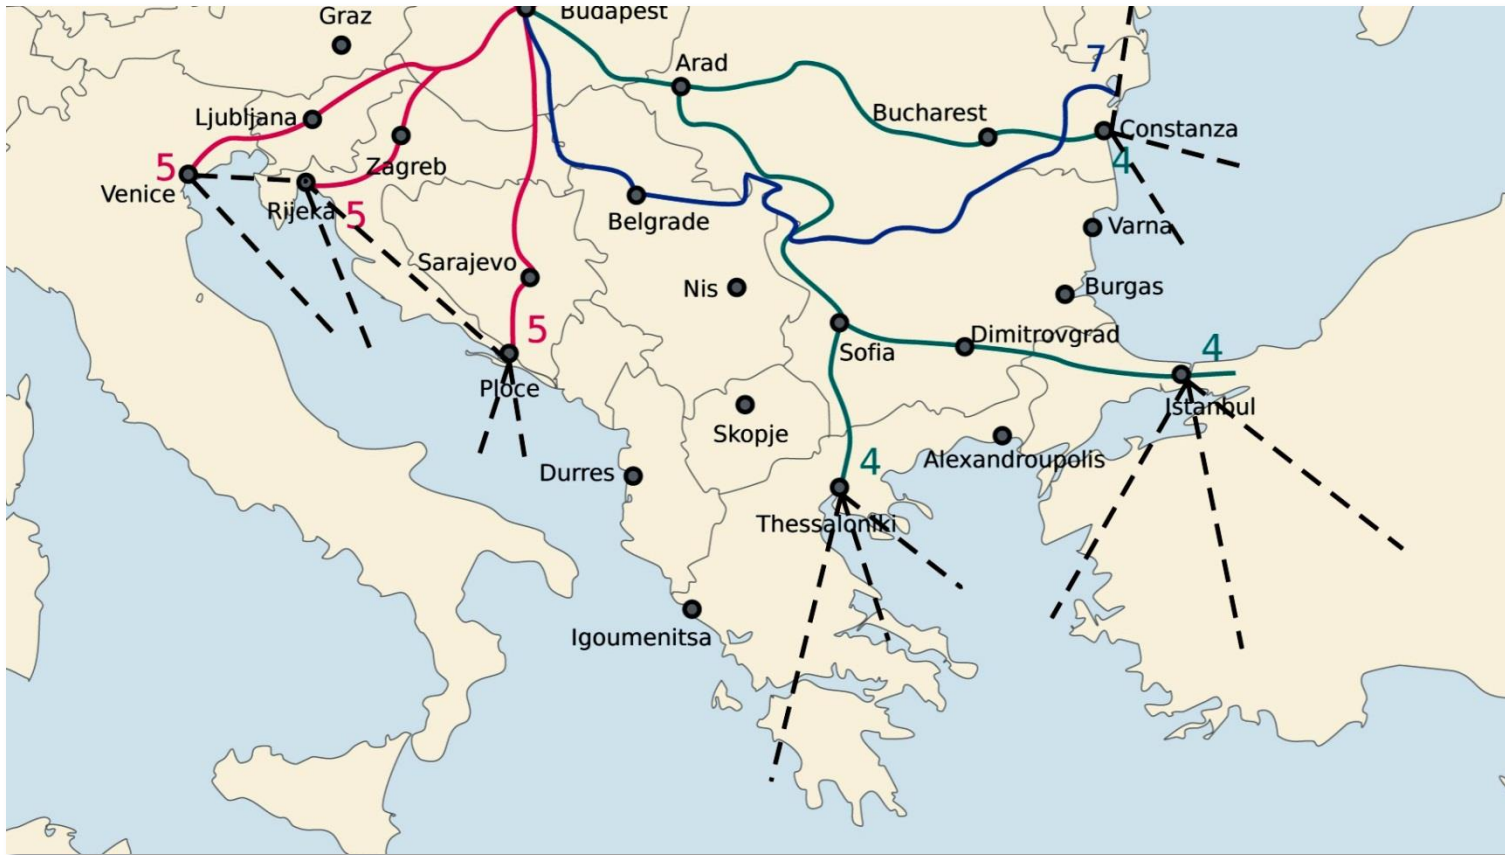 Graz
Budapest
7
Arad
Ljubljana
Bucharest
Constanza
5
Zagreb
4
Venice
Rijeka
5
Belgrade
Varna
Sarajevo
Nis
Burgas
5
Dimitrovgrad
4
Sofia
Ploce
Istanbul
Skopje
4
Alexandroupolis
Durres
Thessaloniki
Igoumenitsa